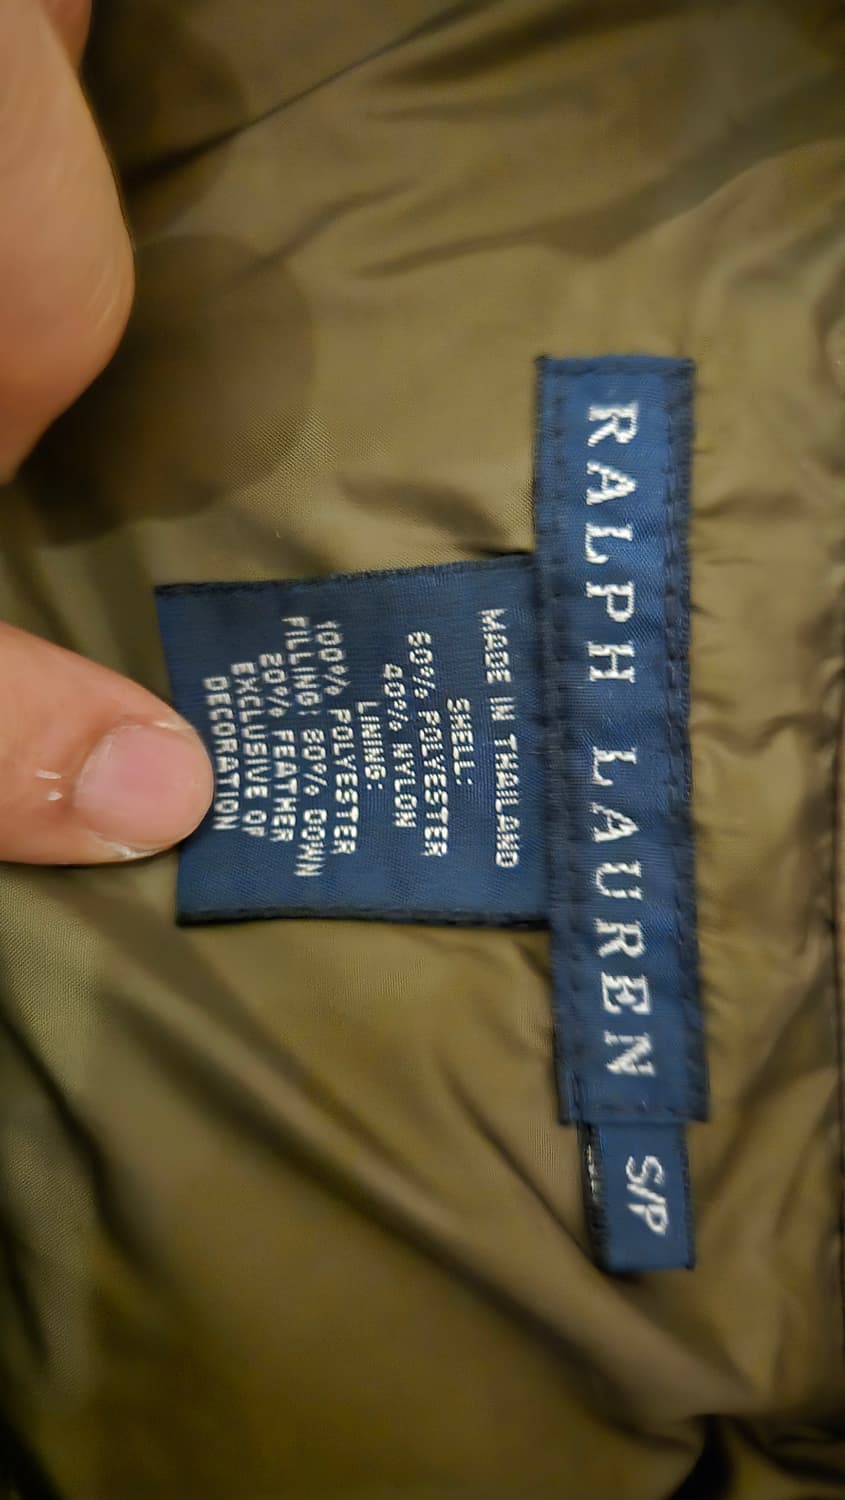 RALPH LAUREN
S/P
MADE IN THAILAND
SHELL:
60% POLYESTER
40% NYLON
LINING:
100% POLYESTER
FILLING: 80% DOWN
20% FEATHER
EXCLUSIVE OF
DECORATION